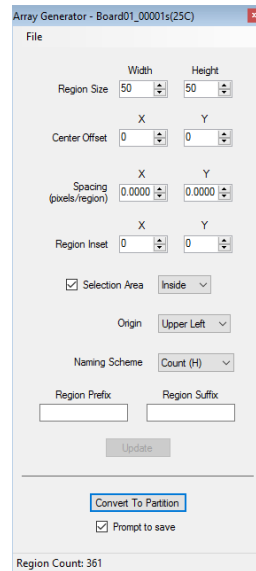 Array Generator - Board01_00001s(25C)
File
Width Height
Region Size 50 50
X Y
Center Offset 0 0
X Y
Spacing 0.0000 0.0000
(pixels/region)
X Y
Region Inset 0 0
Selection Area Inside
Origin Upper Left
Naming Scheme Count (H)
Region Prefix Region Suffix
Update
Convert To Partition
Prompt to save
Region Count: 361